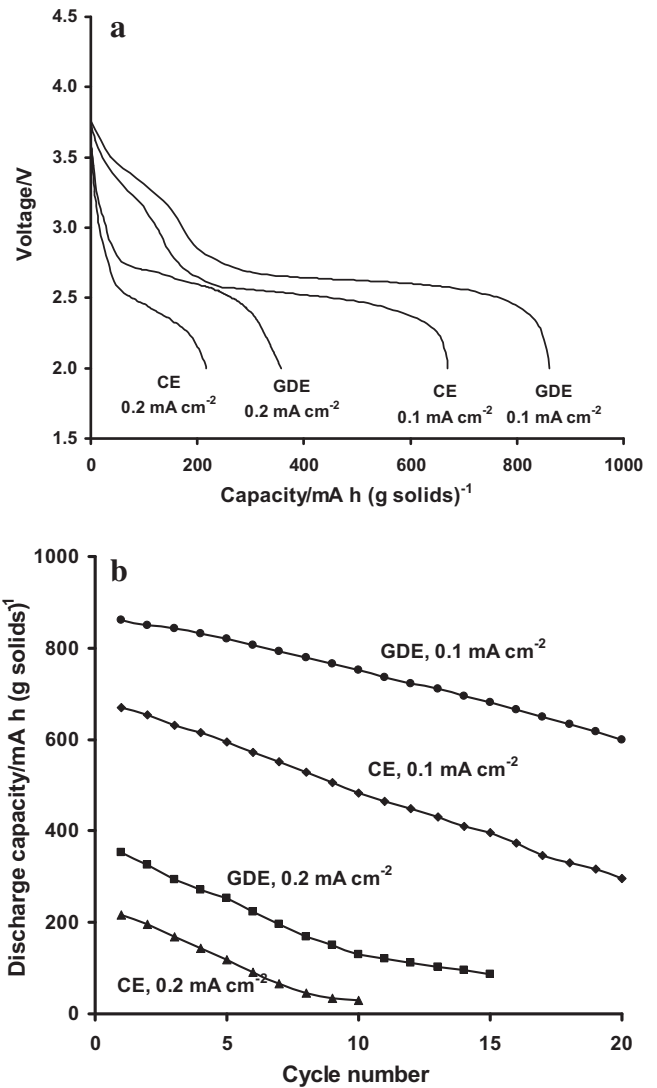 a
4.5
4.0
3.5
3.0
2.5
2.0
1.5
Voltage/V
CE
0.2 mA cm⁻²
GDE
0.2 mA cm⁻²
CE
0.1 mA cm⁻²
GDE
0.1 mA cm⁻²
0 200 400 600 800 1000
Capacity/mA h (g solids)⁻¹
b
1000
800
600
400
200
0
Discharge capacity/mA h (g solids)¹
GDE, 0.1 mA cm⁻²
CE, 0.1 mA cm⁻²
GDE, 0.2 mA cm⁻²
CE, 0.2 mA cm⁻²
0 5 10 15 20
Cycle number